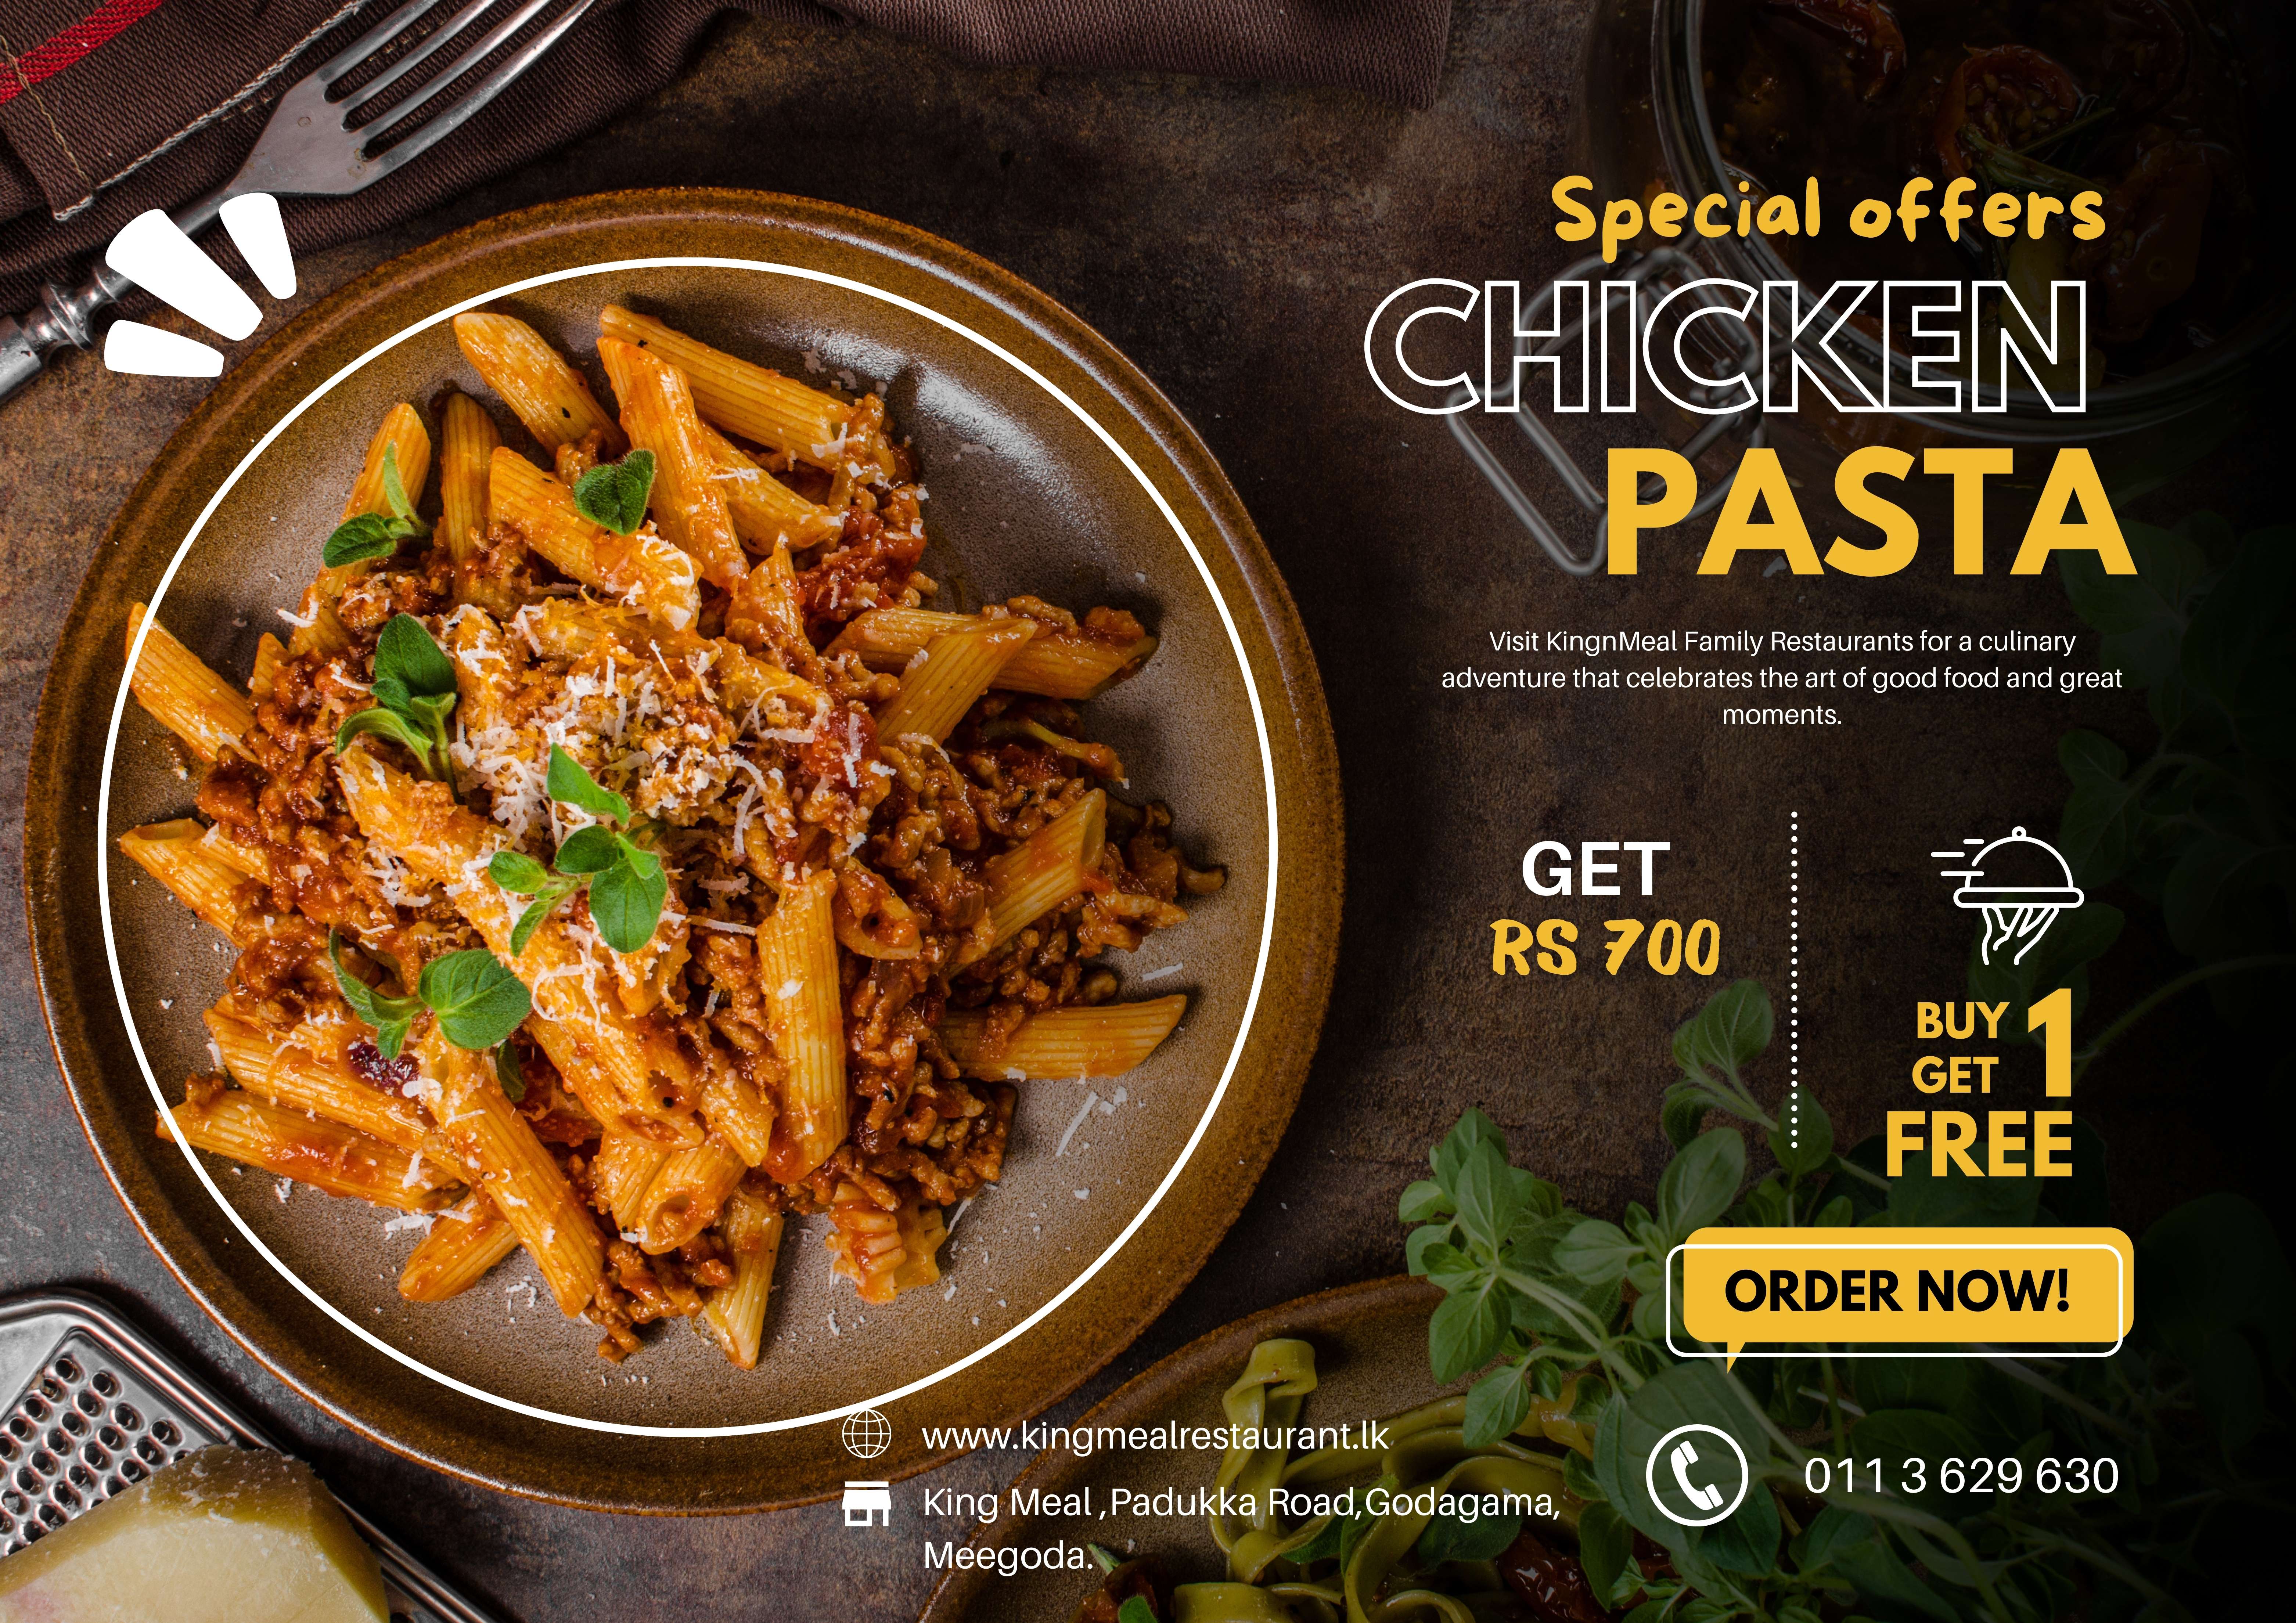 Special offers
CHICKEN
PASTA
Visit KingnMeal Family Restaurants for a culinary
adventure that celebrates the art of good food and great
moments.
GET
RS 700
BUY 1
GET
FREE
ORDER NOW!
www.kingmealrestaurant.lk
King Meal ,Padukka Road,Godagama,
Meegoda.
011 3 629 630